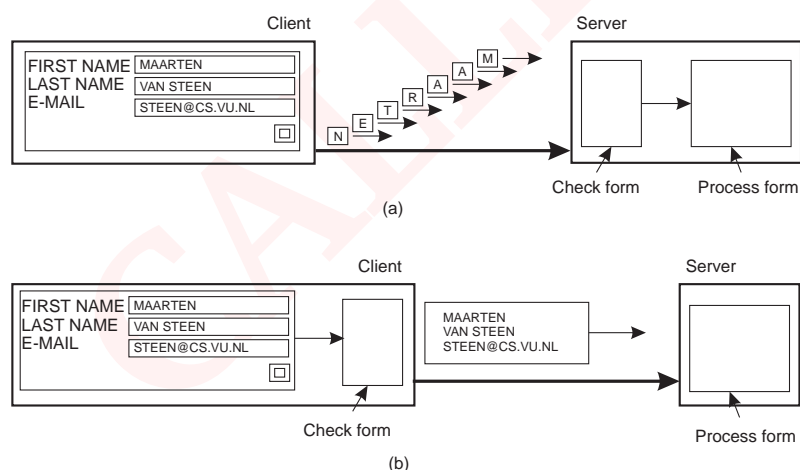 Client Server
FIRST NAME MAARTEN
LAST NAME VAN STEEN
E-MAIL STEEN@CS.VU.NL
N E T R A A M
Check form Process form
(a)
Client Server
FIRST NAME MAARTEN
LAST NAME VAN STEEN
E-MAIL STEEN@CS.VU.NL
MAARTEN
VAN STEEN
STEEN@CS.VU.NL
Check form Process form
(b)